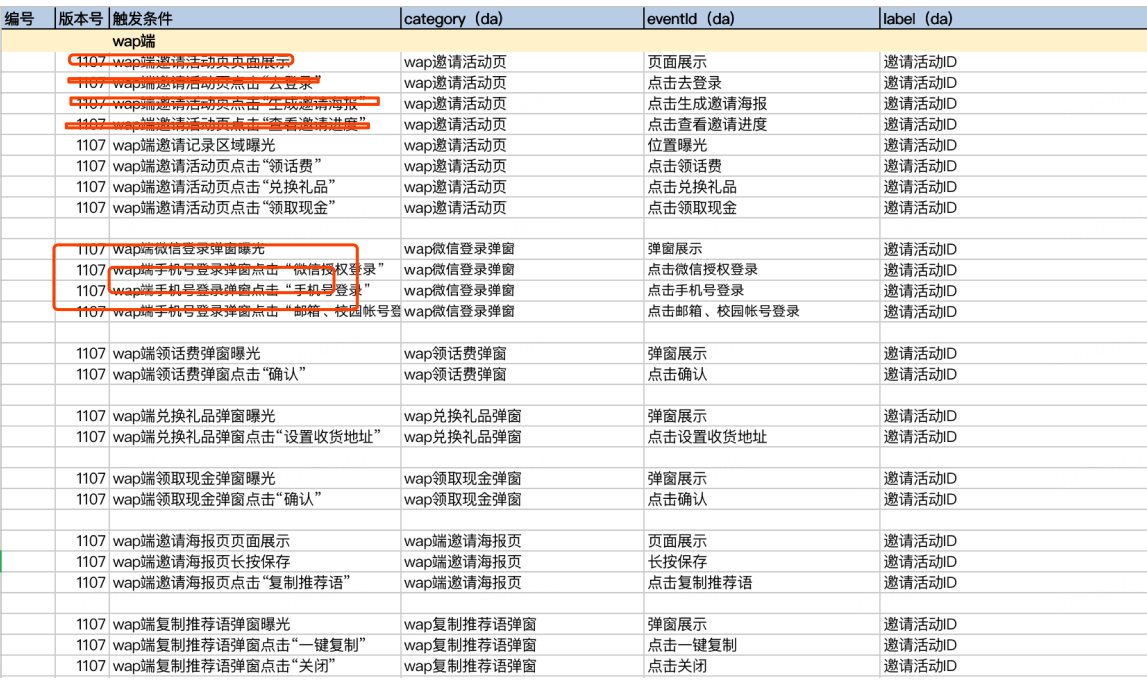 编号 版本号 触发条件 category（da） eventId（da） label（da）
wap端
1107 wap端邀请活动页页面展示 wap邀请活动页 页面展示 邀请活动ID
1107 wap端邀请活动页点击“去登录” wap邀请活动页 点击去登录 邀请活动ID
1107 wap端邀请活动页点击“生成邀请海报” wap邀请活动页 点击生成邀请海报 邀请活动ID
1107 wap端邀请活动页点击“查看邀请进度” wap邀请活动页 点击查看邀请进度 邀请活动ID
1107 wap端邀请记录区域曝光 wap邀请活动页 位置曝光 邀请活动ID
1107 wap端邀请活动页点击“领话费” wap邀请活动页 点击领话费 邀请活动ID
1107 wap端邀请活动页点击“兑换礼品” wap邀请活动页 点击兑换礼品 邀请活动ID
1107 wap端邀请活动页点击“领取现金” wap邀请活动页 点击领取现金 邀请活动ID
1107 wap端微信登录弹窗曝光 wap微信登录弹窗 弹窗展示 邀请活动ID
1107 wap端手机号登录弹窗点击“微信授权登录” wap微信登录弹窗 点击微信授权登录 邀请活动ID
1107 wap端手机号登录弹窗点击“手机号登录” wap微信登录弹窗 点击手机号登录 邀请活动ID
1107 wap端手机号登录弹窗点击“邮箱、校园帐号登 wap微信登录弹窗 点击邮箱、校园帐号登录 邀请活动ID
1107 wap端领话费弹窗曝光 wap领话费弹窗 弹窗展示 邀请活动ID
1107 wap端领话费弹窗点击“确认” wap领话费弹窗 点击确认 邀请活动ID
1107 wap端兑换礼品弹窗曝光 wap兑换礼品弹窗 弹窗展示 邀请活动ID
1107 wap端兑换礼品弹窗点击“设置收货地址” wap兑换礼品弹窗 点击设置收货地址 邀请活动ID
1107 wap端领取现金弹窗曝光 wap领取现金弹窗 弹窗展示 邀请活动ID
1107 wap端领取现金弹窗点击“确认” wap领取现金弹窗 点击确认 邀请活动ID
1107 wap端邀请海报页页面展示 wap端邀请海报页 页面展示 邀请活动ID
1107 wap端邀请海报页长按保存 wap端邀请海报页 长按保存 邀请活动ID
1107 wap端邀请海报页点击“复制推荐语” wap端邀请海报页 点击复制推荐语 邀请活动ID
1107 wap端复制推荐语弹窗曝光 wap复制推荐语弹窗 弹窗展示 邀请活动ID
1107 wap端复制推荐语弹窗点击“一键复制” wap复制推荐语弹窗 点击一键复制 邀请活动ID
1107 wap端复制推荐语弹窗点击“关闭” wap复制推荐语弹窗 点击关闭 邀请活动ID